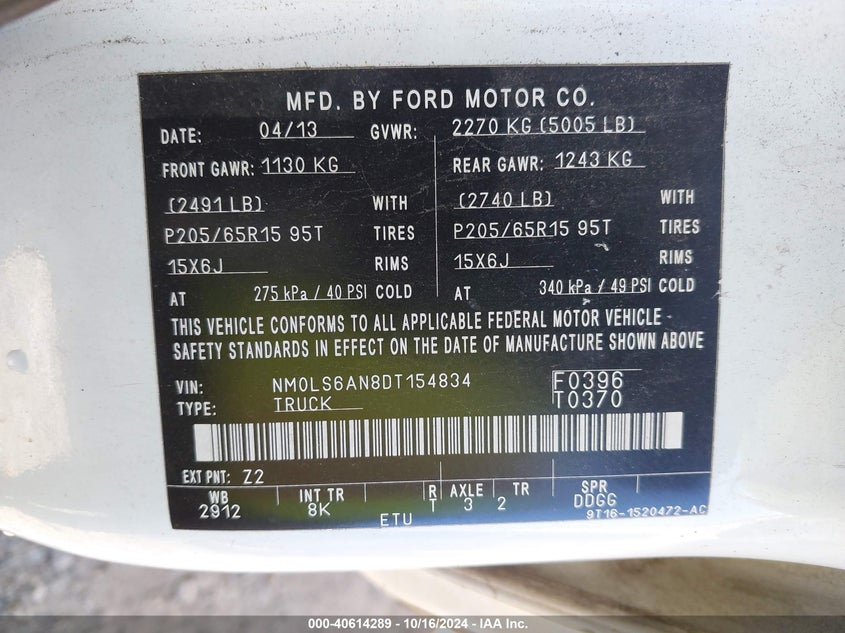 MFD. BY FORD MOTOR CO.
DATE: 04/13 GVWR: 2270 KG (5005 LB)
FRONT GAWR: 1130 KG REAR GAWR: 1243 KG
(2491 LB) WITH (2740 LB) WITH
P205/65R15 95T TIRES P205/65R15 95T TIRES
15X6J RIMS 15X6J RIMS
AT 275 kPa / 40 PSI COLD AT 340 kPa / 49 PSI COLD
THIS VEHICLE CONFORMS TO ALL APPLICABLE FEDERAL MOTOR VEHICLE
SAFETY STANDARDS IN EFFECT ON THE DATE OF MANUFACTURE SHOWN ABOVE
VIN: NM0LS6AN8DT154834 F0396
TYPE: TRUCK T0370
EXT PNT: Z2
WB INT TR R AXLE TR SPR
2912 8K T 3 2 DDGG
ETU 9T16-1520472-AC
000-40614289 - 10/16/2024 - IAA Inc.